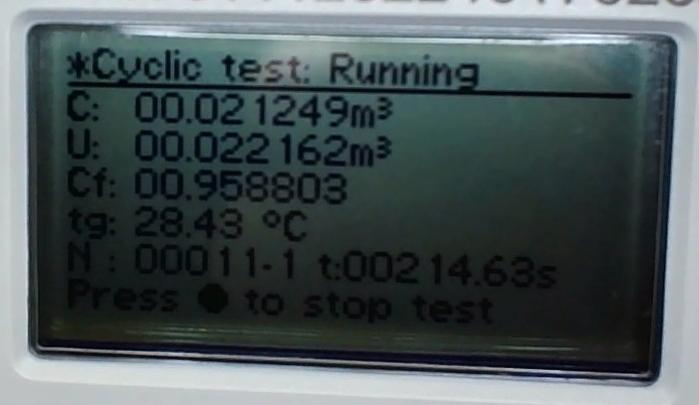 *Cyclic test: Running
C: 00.021249m³
U: 00.022162m³
Cf: 00.958803
tg: 28.43 °C
N : 00011-1 t:00214.63s
Press ● to stop test